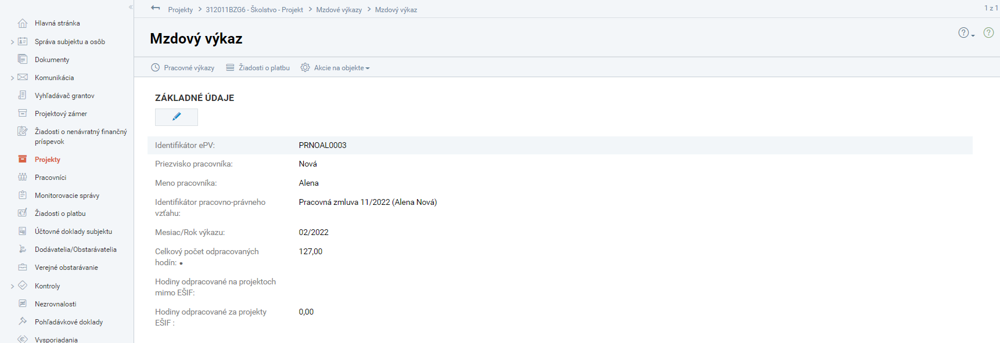 Hlavná stránka
Správa subjektu a osôb
Dokumenty
Komunikácia
Vyhľadávač grantov
Projektový zámer
Žiadosti o nenávratný finančný
príspevok
Projekty
Pracovníci
Monitorovacie správy
Žiadosti o platbu
Účtovné doklady subjektu
Dodávatelia/Obstarávatelia
Verejné obstarávanie
Kontroly
Nezrovnalosti
Pohľadávkové doklady
Vysporiadania
Projekty > 312011BZG6 - Školstvo - Projekt > Mzdové výkazy > Mzdový výkaz
1 z 1
Mzdový výkaz
Pracovné výkazy Žiadosti o platbu Akcie na objekte
ZÁKLADNÉ ÚDAJE
Identifikátor ePV: PRNOAL0003
Priezvisko pracovníka: Nová
Meno pracovníka: Alena
Identifikátor pracovno-právneho Pracovná zmluva 11/2022 (Alena Nová)
vzťahu:
Mesiac/Rok výkazu: 02/2022
Celkový počet odpracovaných 127,00
hodín:
Hodiny odpracované na projektoch
mimo EŠIF:
Hodiny odpracované za projekty 0,00
EŠIF :